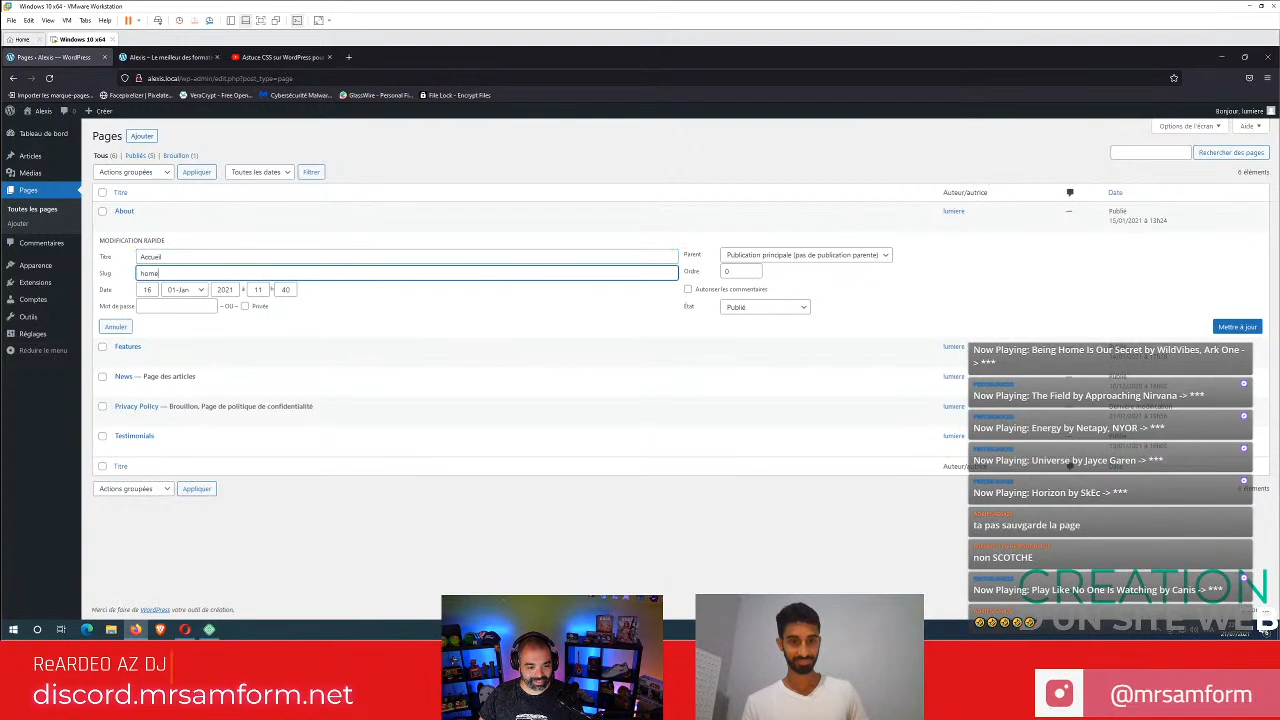 Windows 10 x64 - VMware Workstation
File Edit View VM Tabs Help
Home Windows 10 x64
Pages ‹ Alexis — WordPress
Alexis – Le meilleur des formats
Astuce CSS sur WordPress pou
alexis.local/wp-admin/edit.php?post_type=page
Importer les marque-pages... Facepixelizer | Pixelate... VeraCrypt - Free Open... Cybersécurité Malwar... GlassWire - Personal Fi... File Lock - Encrypt Files
Alexis 0 Créer
Bonjour, lumiere
Tableau de bord
Articles
Médias
Pages
Toutes les pages
Ajouter
Commentaires
Apparence
Extensions
Comptes
Outils
Réglages
Réduire le menu
Options de l'écran Aide
Pages Ajouter
Tous (6) | Publiés (5) | Brouillon (1)
Rechercher des pages
Actions groupées Appliquer Toutes les dates Filtrer
6 éléments
Titre Auteur/autrice Date
About lumiere — Publié
15/01/2021 à 13h24
MODIFICATION RAPIDE
Titre Accueil
Slug home
Date 16 01-Jan 2021 à 11 h 40
Mot de passe – OU – Privée
Parent Publication principale (pas de publication parente)
Ordre 0
Autoriser les commentaires
État Publié
Annuler Mettre à jour
Features lumiere
News — Page des articles lumiere
Privacy Policy — Brouillon, Page de politique de confidentialité lumiere
Testimonials lumiere
Titre
Actions groupées Appliquer
Merci de faire de WordPress votre outil de création.
Now Playing: Being Home Is Our Secret by WildVibes, Ark One -
> ***
Now Playing: The Field by Approaching Nirvana -> ***
Now Playing: Energy by Netapy, NYOR -> ***
Now Playing: Universe by Jayce Garen -> ***
Now Playing: Horizon by SkEc -> ***
ta pas sauvgarde la page
non SCOTCHE
Now Playing: Play Like No One Is Watching by Canis -> ***
CREATION
D'UN SITE WEB
ReARDEO AZ DJ
discord.mrsamform.net
@mrsamform